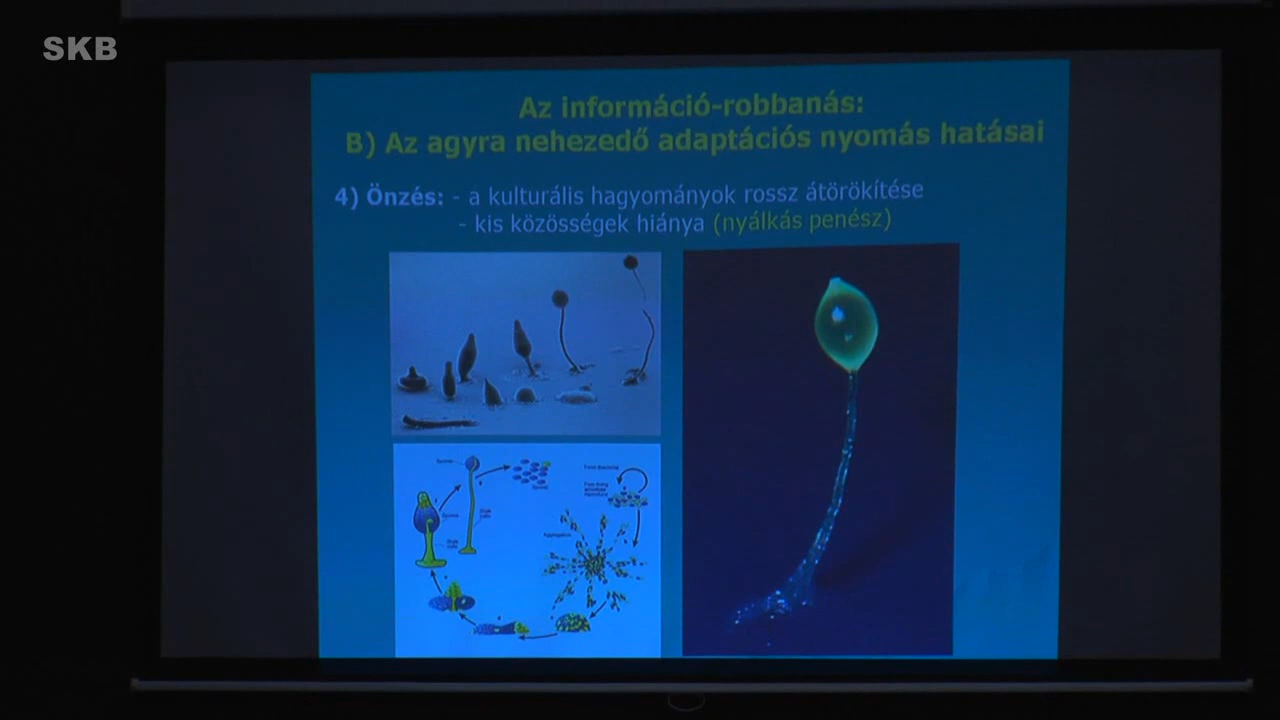 SKB
Az információ-robbanás:
B) Az agyra nehezedő adaptációs nyomás hatásai
4) Önzés: - a kulturális hagyományok rossz átörökítése
- kis közösségek hiánya (nyálkás penész)